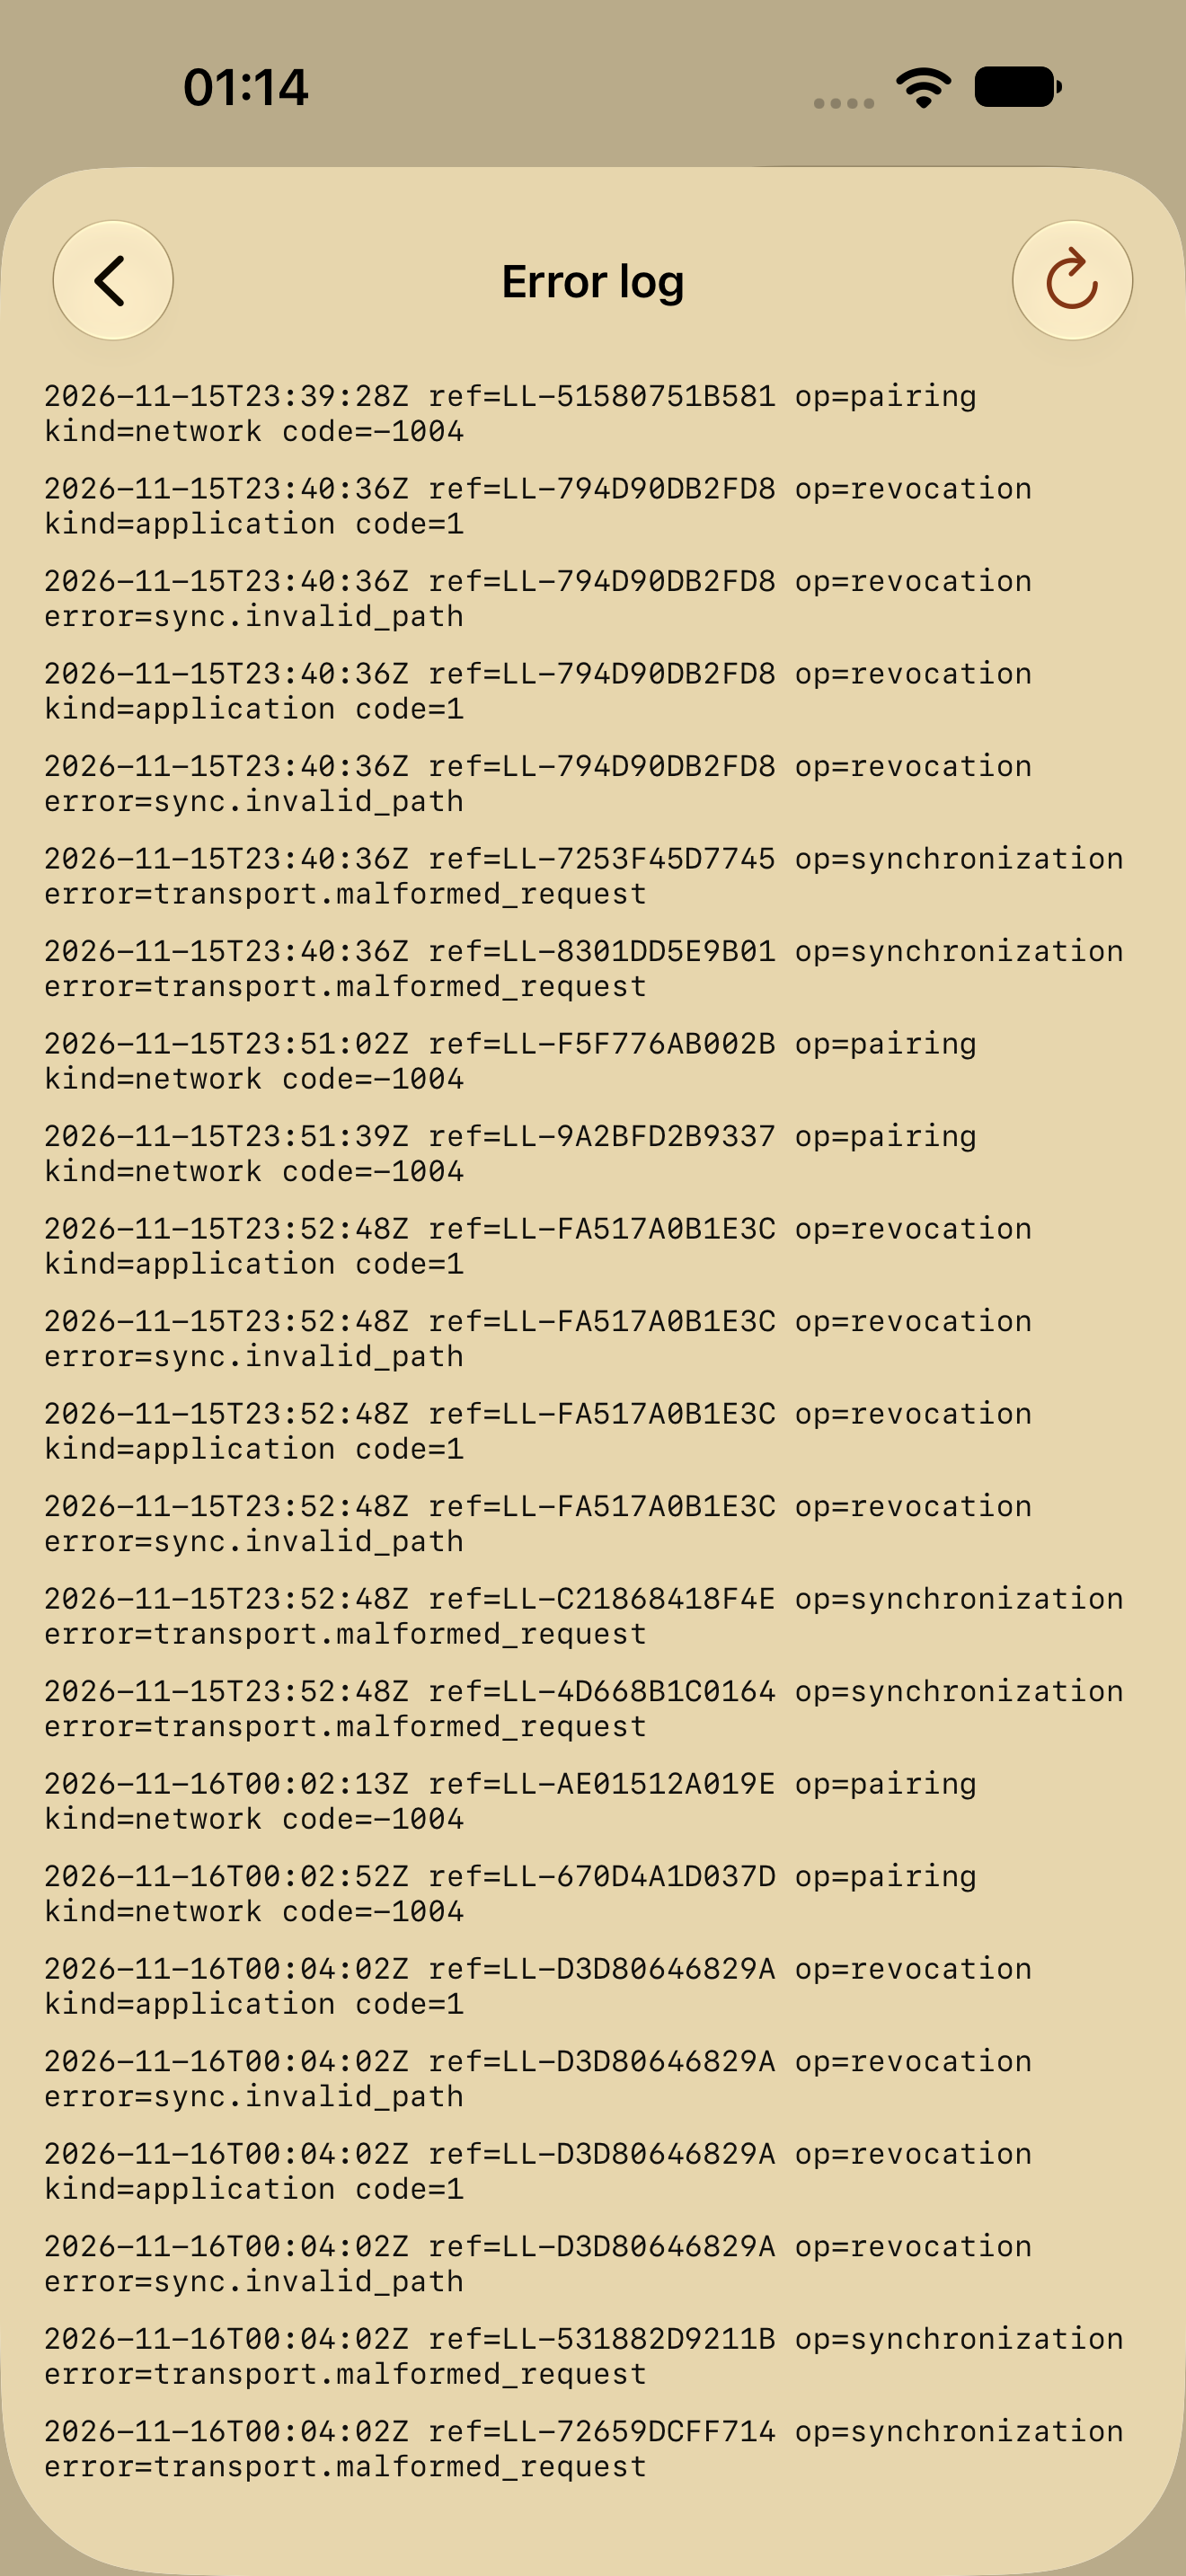 01:14
Error log
2026-11-15T23:39:28Z ref=LL-51580751B581 op=pairing
kind=network code=-1004
2026-11-15T23:40:36Z ref=LL-794D90DB2FD8 op=revocation
kind=application code=1
2026-11-15T23:40:36Z ref=LL-794D90DB2FD8 op=revocation
error=sync.invalid_path
2026-11-15T23:40:36Z ref=LL-794D90DB2FD8 op=revocation
kind=application code=1
2026-11-15T23:40:36Z ref=LL-794D90DB2FD8 op=revocation
error=sync.invalid_path
2026-11-15T23:40:36Z ref=LL-7253F45D7745 op=synchronization
error=transport.malformed_request
2026-11-15T23:40:36Z ref=LL-8301DD5E9B01 op=synchronization
error=transport.malformed_request
2026-11-15T23:51:02Z ref=LL-F5F776AB002B op=pairing
kind=network code=-1004
2026-11-15T23:51:39Z ref=LL-9A2BFD2B9337 op=pairing
kind=network code=-1004
2026-11-15T23:52:48Z ref=LL-FA517A0B1E3C op=revocation
kind=application code=1
2026-11-15T23:52:48Z ref=LL-FA517A0B1E3C op=revocation
error=sync.invalid_path
2026-11-15T23:52:48Z ref=LL-FA517A0B1E3C op=revocation
kind=application code=1
2026-11-15T23:52:48Z ref=LL-FA517A0B1E3C op=revocation
error=sync.invalid_path
2026-11-15T23:52:48Z ref=LL-C21868418F4E op=synchronization
error=transport.malformed_request
2026-11-15T23:52:48Z ref=LL-4D668B1C0164 op=synchronization
error=transport.malformed_request
2026-11-16T00:02:13Z ref=LL-AE01512A019E op=pairing
kind=network code=-1004
2026-11-16T00:02:52Z ref=LL-670D4A1D037D op=pairing
kind=network code=-1004
2026-11-16T00:04:02Z ref=LL-D3D80646829A op=revocation
kind=application code=1
2026-11-16T00:04:02Z ref=LL-D3D80646829A op=revocation
error=sync.invalid_path
2026-11-16T00:04:02Z ref=LL-D3D80646829A op=revocation
kind=application code=1
2026-11-16T00:04:02Z ref=LL-D3D80646829A op=revocation
error=sync.invalid_path
2026-11-16T00:04:02Z ref=LL-531882D9211B op=synchronization
error=transport.malformed_request
2026-11-16T00:04:02Z ref=LL-72659DCFF714 op=synchronization
error=transport.malformed_request